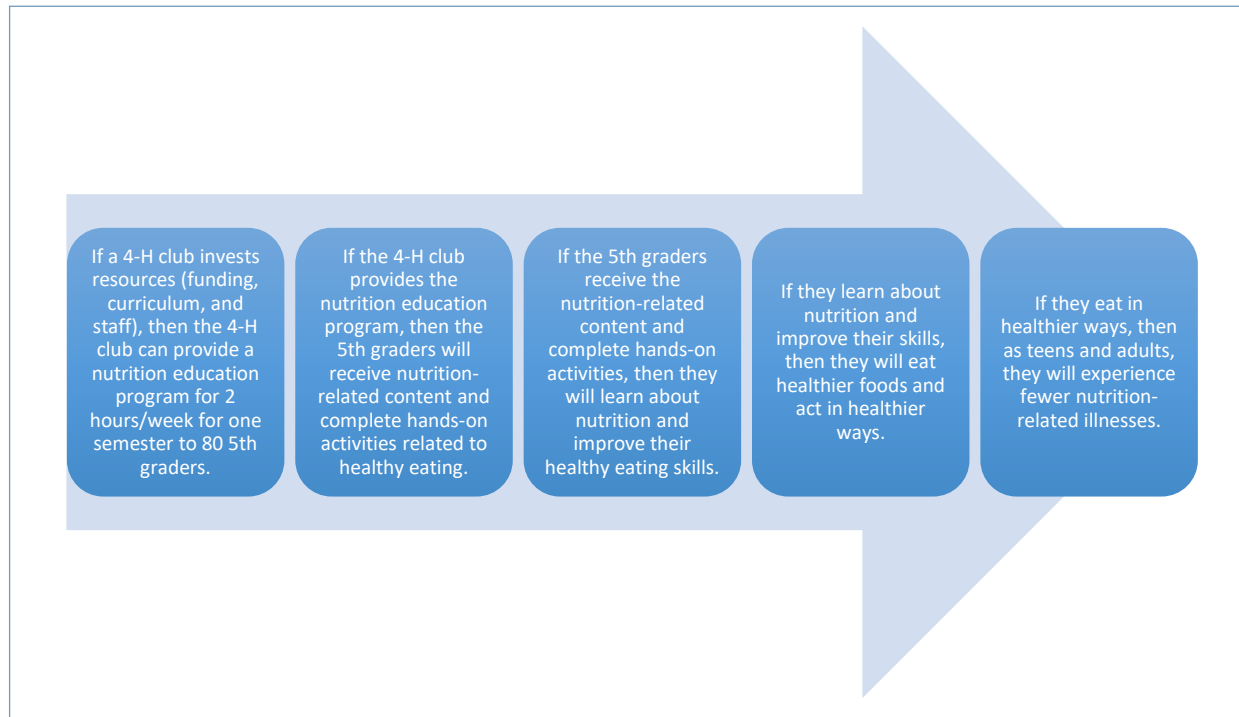 If a 4-H club invests
resources (funding,
curriculum, and
staff), then the 4-H
club can provide a
nutrition education
program for 2
hours/week for one
semester to 80 5th
graders.
If the 4-H club
provides the
nutrition education
program, then the
5th graders will
receive nutrition-
related content and
complete hands-on
activities related to
healthy eating.
If the 5th graders
receive the
nutrition-related
content and
complete hands-on
activities, then they
will learn about
nutrition and
improve their
healthy eating skills.
If they learn about
nutrition and
improve their skills,
then they will eat
healthier foods and
act in healthier
ways.
If they eat in
healthier ways, then
as teens and adults,
they will experience
fewer nutrition-
related illnesses.